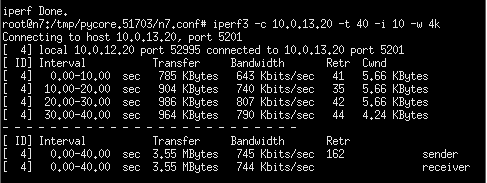 iperf Done.
root@n7:/tmp/pycore.51703/n7.conf# iperf3 -c 10.0.13.20 -t 40 -i 10 -w 4k
Connecting to host 10.0.13.20, port 5201
[  4] local 10.0.12.20 port 52995 connected to 10.0.13.20 port 5201
[ ID] Interval           Transfer     Bandwidth       Retr  Cwnd
[  4]   0.00-10.00  sec   785 KBytes   643 Kbits/sec   41   5.66 KBytes
[  4]  10.00-20.00  sec   904 KBytes   740 Kbits/sec   35   5.66 KBytes
[  4]  20.00-30.00  sec   986 KBytes   807 Kbits/sec   42   5.66 KBytes
[  4]  30.00-40.00  sec   964 KBytes   790 Kbits/sec   44   4.24 KBytes
- - - - - - - - - - - - - - - - - - - - - - - - -
[ ID] Interval           Transfer     Bandwidth       Retr
[  4]   0.00-40.00  sec  3.55 MBytes   745 Kbits/sec  162             sender
[  4]   0.00-40.00  sec  3.55 MBytes   744 Kbits/sec                  receiver